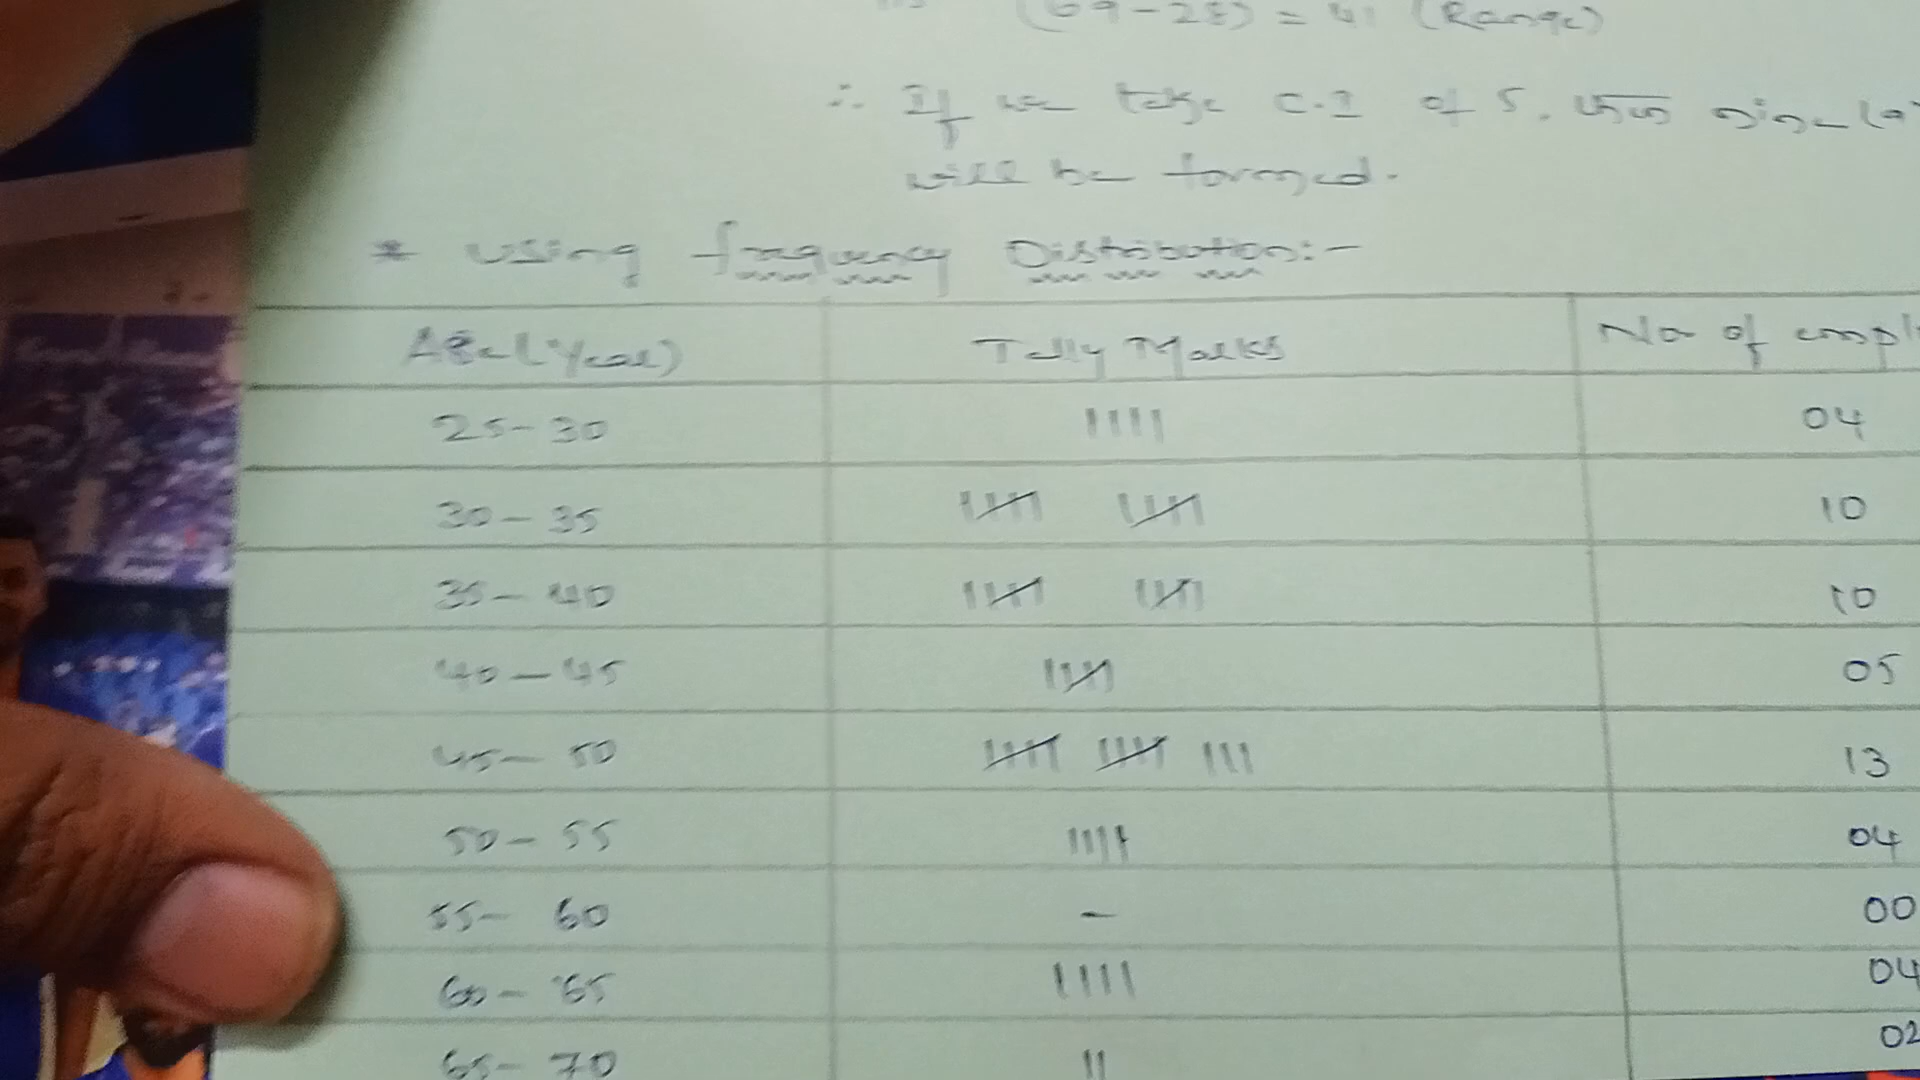 (69-28) = 41 (Range)
∴ If we take C.I of 5, then nine
will be formed.
* Using frequency Distribution:-
Age (Year) Tally Marks No of
25-30 |||| 04
30-35 |||| |||| 10
35-40 |||| |||| 10
40-45 |||| 05
45-50 |||| |||| ||| 13
50-55 |||| 04
55-60 - 00
60-65 |||| 04
65-70 || 02